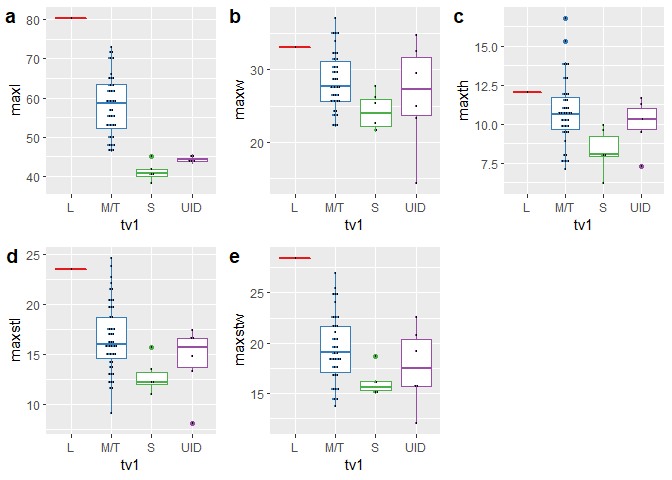 a
maxl
80
70
60
50
40
L M/T S UID
tv1
b
maxw
30
20
L M/T S UID
tv1
c
maxth
15.0
12.5
10.0
7.5
L M/T S UID
tv1
d
maxstl
25
20
15
10
L M/T S UID
tv1
e
maxstw
25
20
15
L M/T S UID
tv1